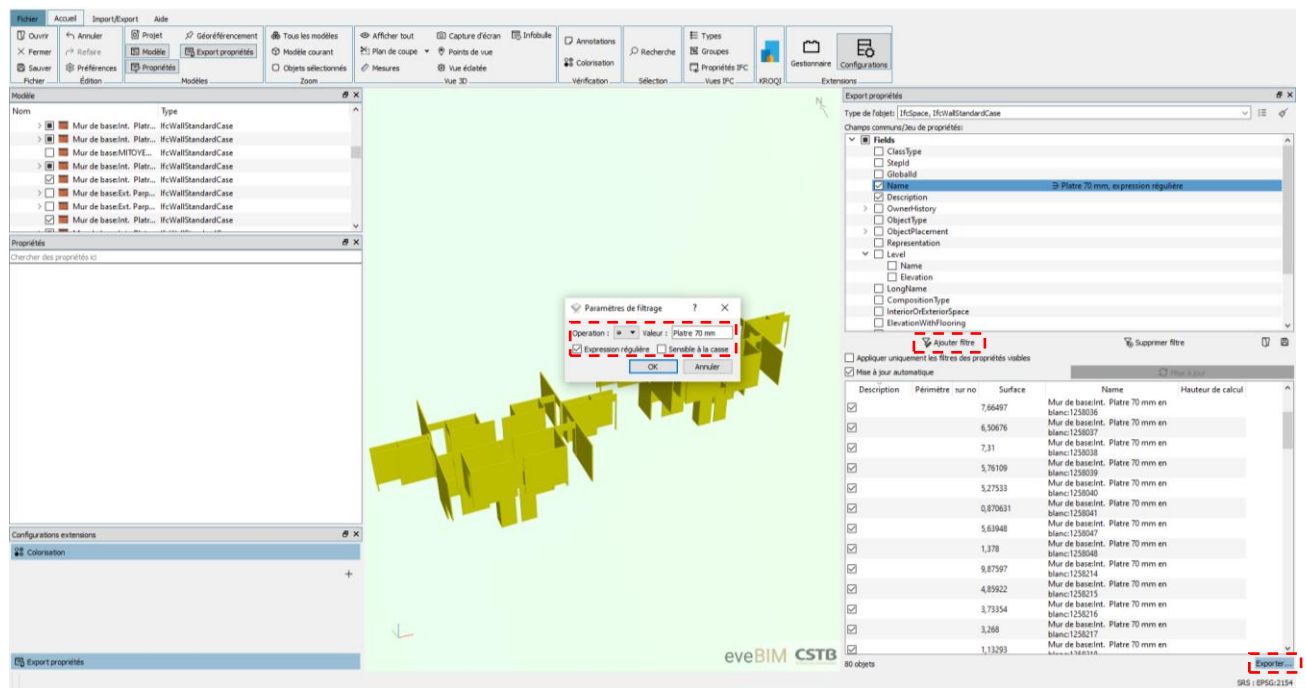 Fichier Accueil Import/Export Aide
Ouvrir Annuler Projet Géoréférencement Tous les modèles Afficher tout Capture d'écran Infobulle Annotations Types
Fermer Refaire Modèle Export propriétés Modèle courant Plan de coupe Points de vue Recherche Groupes Gestionnaire Configurations
Sauver Préférences Propriétés Objets sélectionnés Mesures Vue éclatée Colorisation Propriétés IFC
Fichier Édition Modèles Zoom Vue 3D Vérification Sélection Vues IFC KROQI Extensions
Modèle
Nom Type
Mur de base:Int. Platr... IfcWallStandardCase
Mur de base:Int. Platr... IfcWallStandardCase
Mur de base:MITOYE... IfcWallStandardCase
Mur de base:Int. Platr... IfcWallStandardCase
Mur de base:Int. Platr... IfcWallStandardCase
Mur de base:Ext. Parp... IfcWallStandardCase
Mur de base:Ext. Parp... IfcWallStandardCase
Mur de base:Int. Platr... IfcWallStandardCase
Propriétés
Chercher des propriétés ici
Configurations extensions
Colorisation
+
Export propriétés
N
Paramètres de filtrage ? ×
Operation : ∋ Valeur : Platre 70 mm
Expression régulière Sensible à la casse
OK Annuler
eveBIM CSTB
Export propriétés
Type de l'objet: IfcSpace, IfcWallStandardCase
Champs communs/Jeu de propriétés:
Fields
ClassType
StepId
GlobalId
Name ∋ Platre 70 mm, expression régulière
Description
OwnerHistory
ObjectType
ObjectPlacement
Representation
Level
Name
Elevation
LongName
CompositionType
InteriorOrExteriorSpace
ElevationWithFlooring
Ajouter filtre Supprimer filtre
Appliquer uniquement les filtres des propriétés visibles
Mise à jour automatique Mise à jour
Description Périmètre ur no Surface Name Hauteur de calcul
7,66497 Mur de base:Int. Platre 70 mm en
blanc:1258036
6,50676 Mur de base:Int. Platre 70 mm en
blanc:1258037
7,31 Mur de base:Int. Platre 70 mm en
blanc:1258038
5,76109 Mur de base:Int. Platre 70 mm en
blanc:1258039
5,27533 Mur de base:Int. Platre 70 mm en
blanc:1258040
0,870631 Mur de base:Int. Platre 70 mm en
blanc:1258041
5,63948 Mur de base:Int. Platre 70 mm en
blanc:1258047
1,378 Mur de base:Int. Platre 70 mm en
blanc:1258048
9,87597 Mur de base:Int. Platre 70 mm en
blanc:1258214
4,85922 Mur de base:Int. Platre 70 mm en
blanc:1258215
3,73354 Mur de base:Int. Platre 70 mm en
blanc:1258216
3,268 Mur de base:Int. Platre 70 mm en
blanc:1258217
1,13293 Mur de base:Int. Platre 70 mm en
80 objets Exporter...
SRS : EPSG:2154